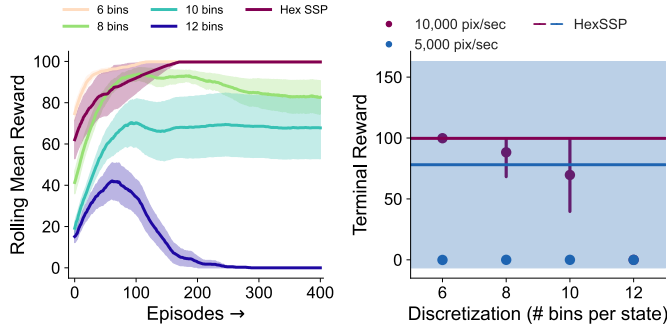 6 bins
10 bins
Hex SSP
8 bins
12 bins
Rolling Mean Reward
100
80
60
40
20
0
0
100
200
300
400
Episodes →
10,000 pix/sec
HexSSP
5,000 pix/sec
Terminal Reward
150
100
50
0
6
8
10
12
Discretization (# bins per state)